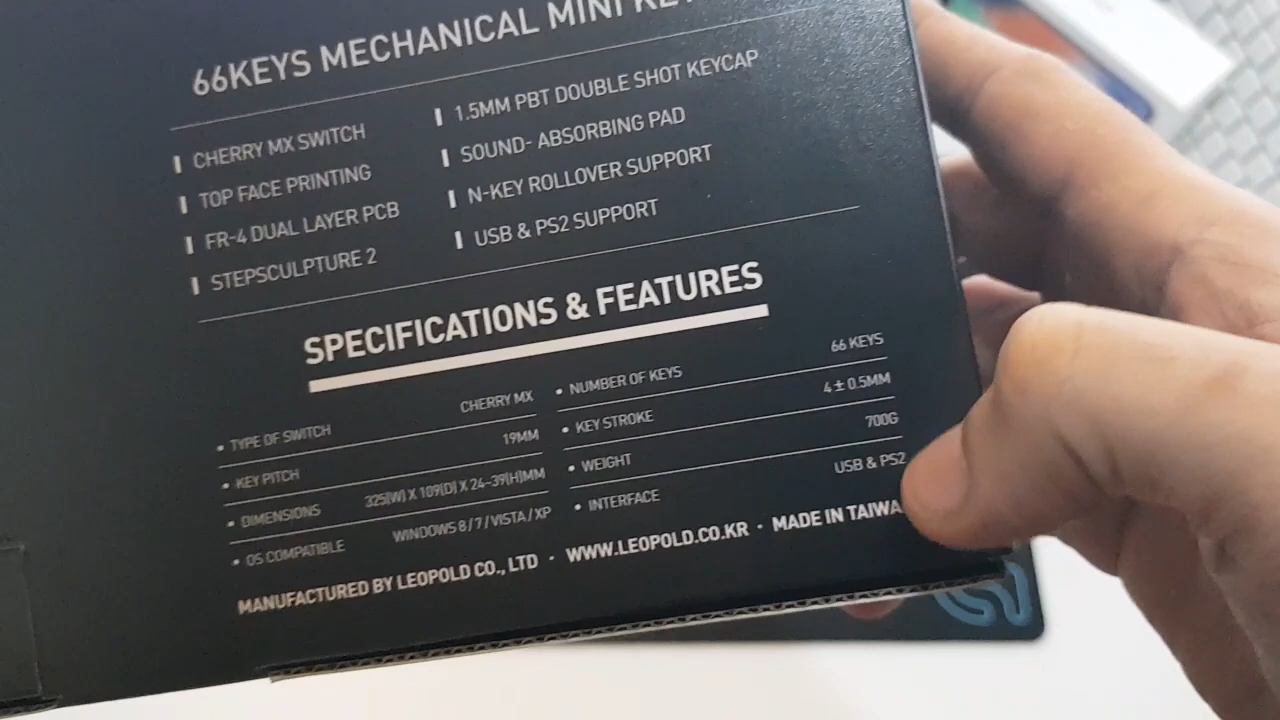 66KEYS MECHANICAL MINI
CHERRY MX SWITCH
TOP FACE PRINTING
FR-4 DUAL LAYER PCB
STEPSCULPTURE 2
1.5MM PBT DOUBLE SHOT KEYCAP
SOUND- ABSORBING PAD
N-KEY ROLLOVER SUPPORT
USB & PS2 SUPPORT
SPECIFICATIONS & FEATURES
• TYPE OF SWITCH CHERRY MX
• KEY PITCH 19MM
• DIMENSIONS 325(W) X 109(D) X 24~39(H)MM
• OS COMPATIBLE WINDOWS 8 / 7 / VISTA / XP
• NUMBER OF KEYS 66 KEYS
• KEY STROKE 4 ± 0.5MM
• WEIGHT 700G
• INTERFACE USB & PS2
MANUFACTURED BY LEOPOLD CO., LTD · WWW.LEOPOLD.CO.KR · MADE IN